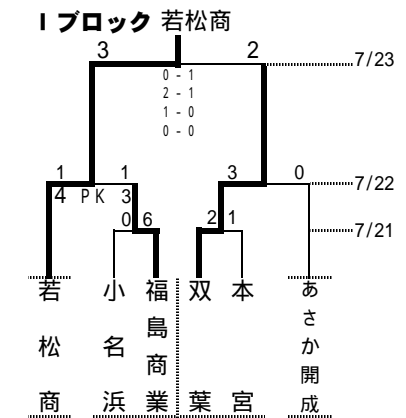 Ⅰ ブロック 若松商
3 2 7/23
0 - 1
2 - 1
1 - 0
0 - 0
1 1 3 0 7/22
4 PK 3
0 6 2 1 7/21
若松商
小名浜
福島商業
双葉
本宮
あさか開成